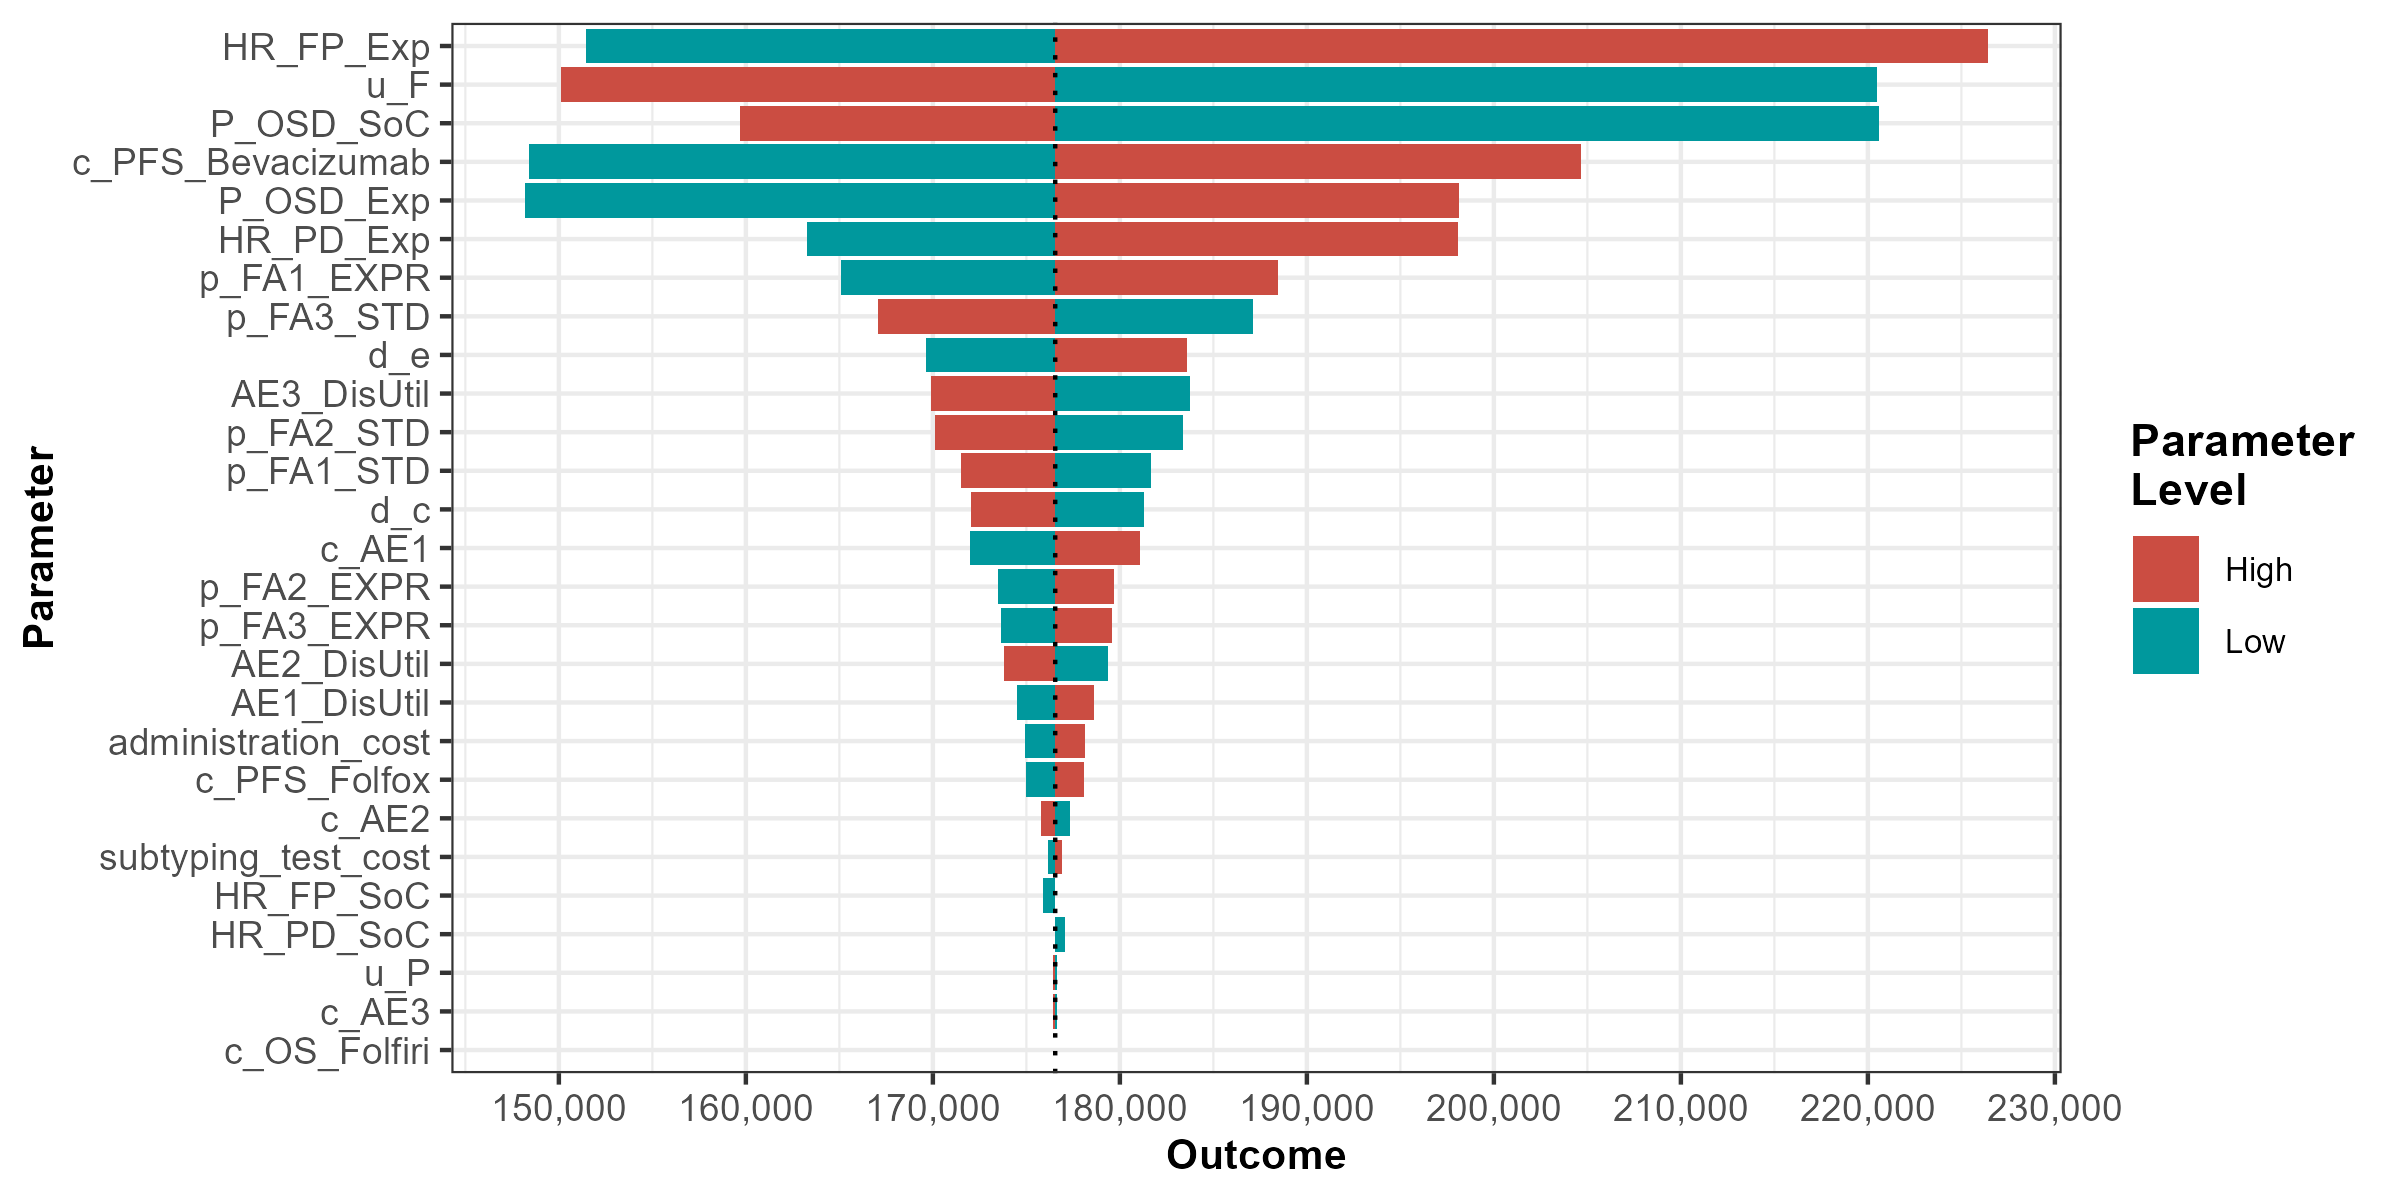 HR_FP_Exp
u_F
P_OSD_SoC
c_PFS_Bevacizumab
P_OSD_Exp
HR_PD_Exp
p_FA1_EXPR
p_FA3_STD
d_e
AE3_DisUtil
p_FA2_STD
p_FA1_STD
d_c
c_AE1
p_FA2_EXPR
p_FA3_EXPR
AE2_DisUtil
AE1_DisUtil
administration_cost
c_PFS_Folfox
c_AE2
subtyping_test_cost
HR_FP_SoC
HR_PD_SoC
u_P
c_AE3
c_OS_Folfiri
Parameter
150,000 160,000 170,000 180,000 190,000 200,000 210,000 220,000 230,000
Outcome
Parameter
Level
High
Low